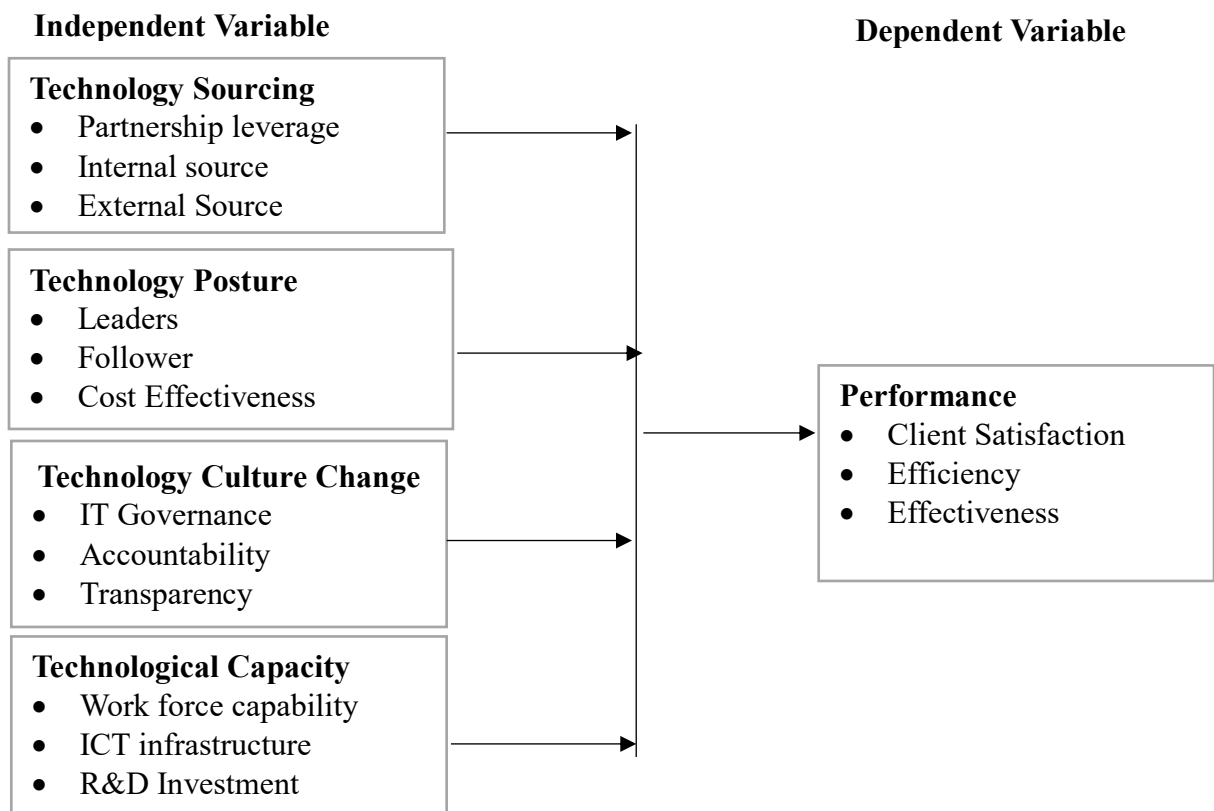 Independent Variable
Dependent Variable
Technology Sourcing
• Partnership leverage
• Internal source
• External Source
Technology Posture
• Leaders
• Follower
• Cost Effectiveness
Technology Culture Change
• IT Governance
• Accountability
• Transparency
Technological Capacity
• Work force capability
• ICT infrastructure
• R&D Investment
Performance
• Client Satisfaction
• Efficiency
• Effectiveness